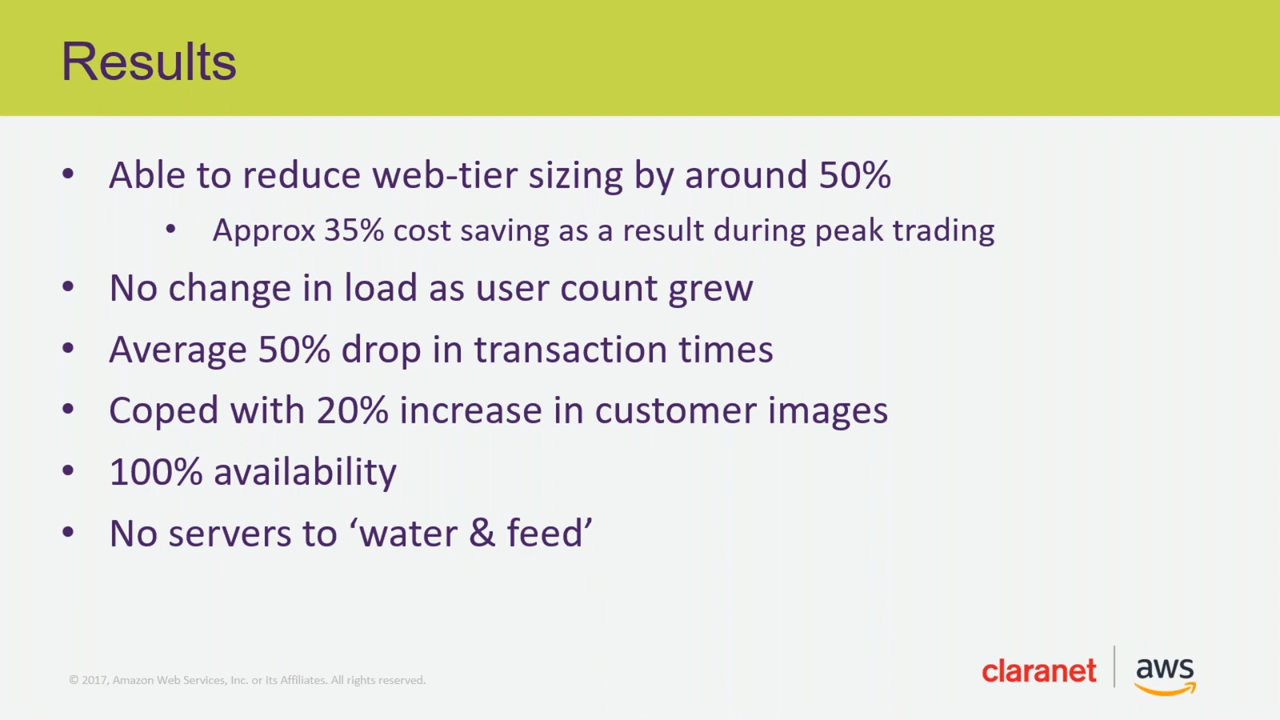 Results
• Able to reduce web-tier sizing by around 50%
• Approx 35% cost saving as a result during peak trading
• No change in load as user count grew
• Average 50% drop in transaction times
• Coped with 20% increase in customer images
• 100% availability
• No servers to ‘water & feed’
© 2017, Amazon Web Services, Inc. or Its Affiliates. All rights reserved.
claranet | aws